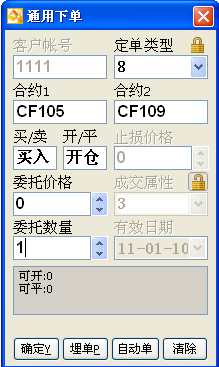 通用下单
客户帐号 定单类型
1111 8
合约1 合约2
CF105 CF109
买/卖 开/平 止损价格
买入 开仓 0
委托价格 成交属性
0 3
委托数量 有效日期
1 11-01-10
可开:0
可平:0
确定Y 埋单P 自动单 清除